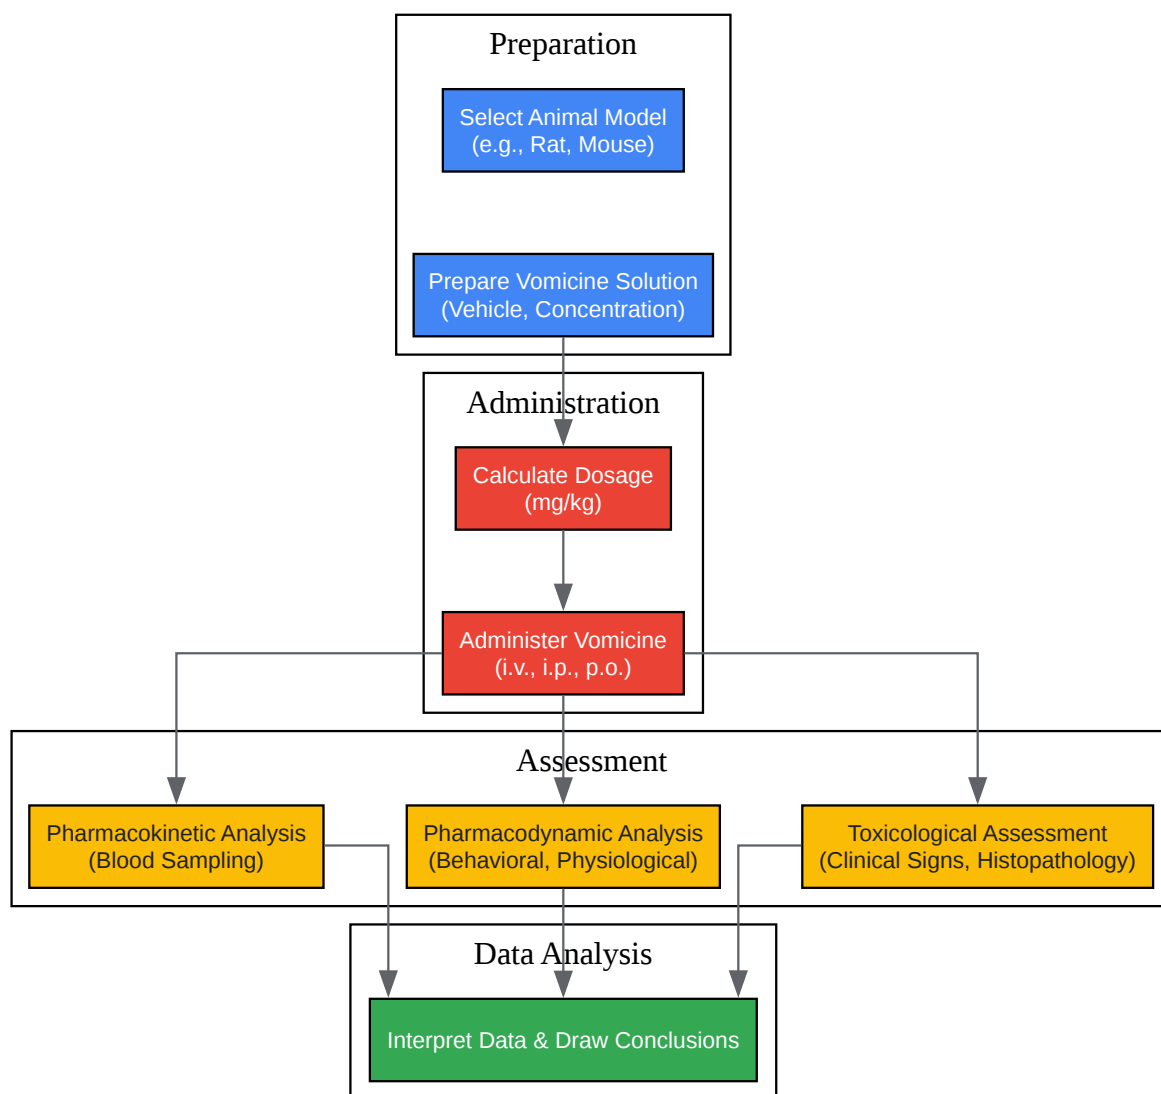 Preparation
Select Animal Model
(e.g., Rat, Mouse)
Prepare Vomicine Solution
(Vehicle, Concentration)
Administration
Calculate Dosage
(mg/kg)
Administer Vomicine
(i.v., i.p., p.o.)
Assessment
Pharmacokinetic Analysis
(Blood Sampling)
Pharmacodynamic Analysis
(Behavioral, Physiological)
Toxicological Assessment
(Clinical Signs, Histopathology)
Data Analysis
Interpret Data & Draw Conclusions